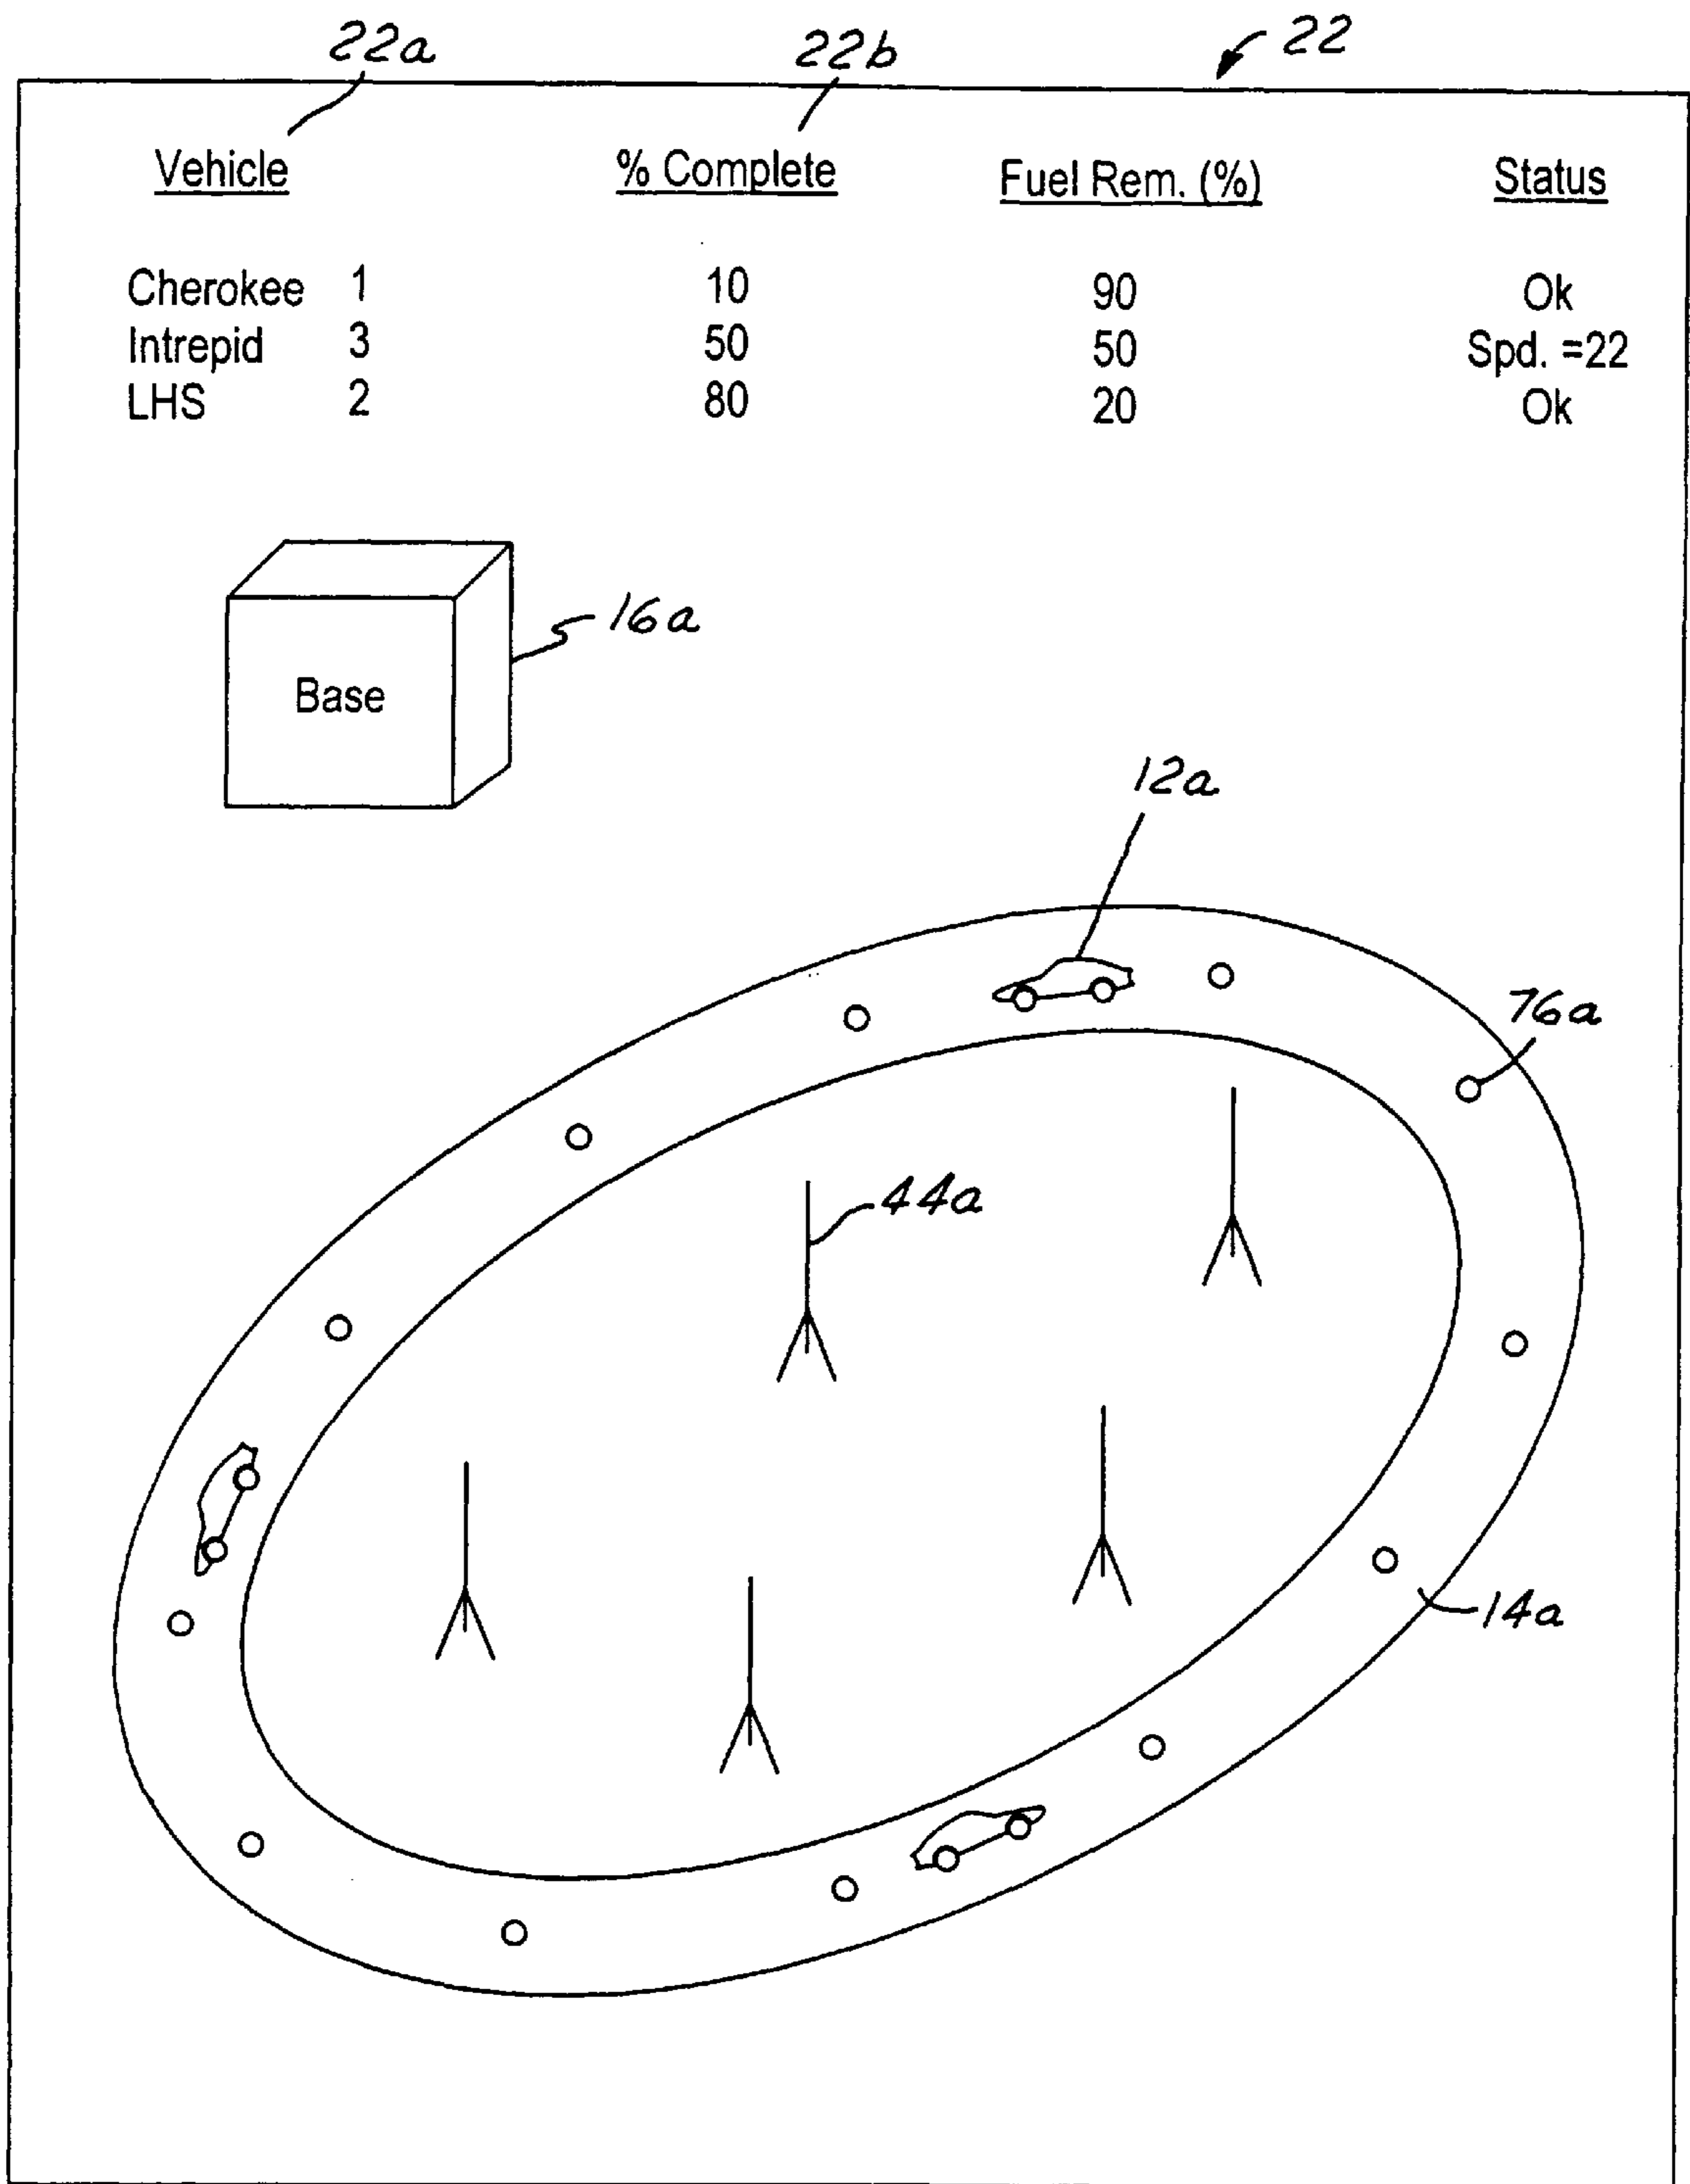 22a 22b 22
Vehicle % Complete Fuel Rem. (%) Status
Cherokee 1 10 90 Ok
Intrepid 3 50 50 Spd. =22
LHS 2 80 20 Ok
16a
Base
12a
76a
44a
14a